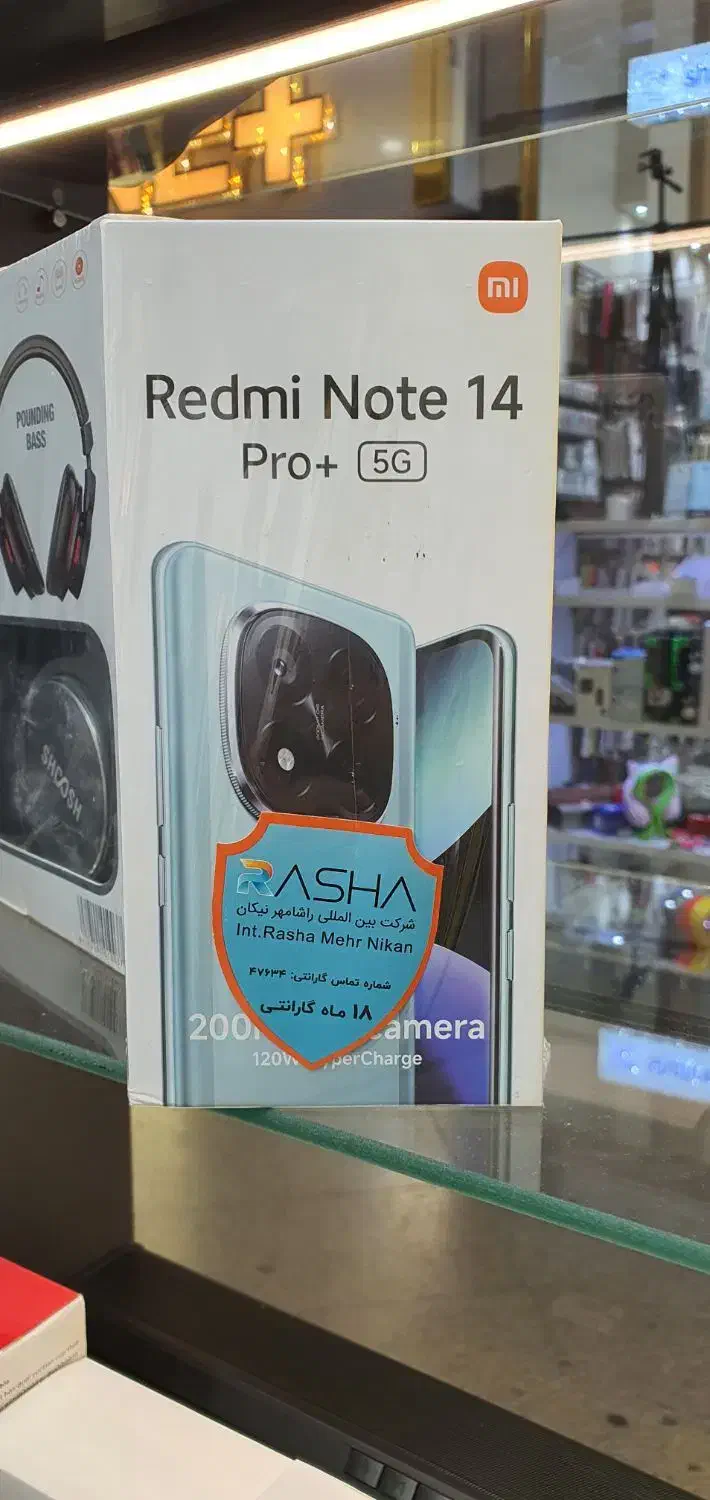 mi
Redmi Note 14
Pro+ 5G
POUNDING
BASS
SHOOSH
RASHA
شرکت بین المللی راشامهر نیکان
Int.Rasha Mehr Nikan
شماره تماس گارانتی: ۴۷۶۳۴
۱۸ ماه گارانتی